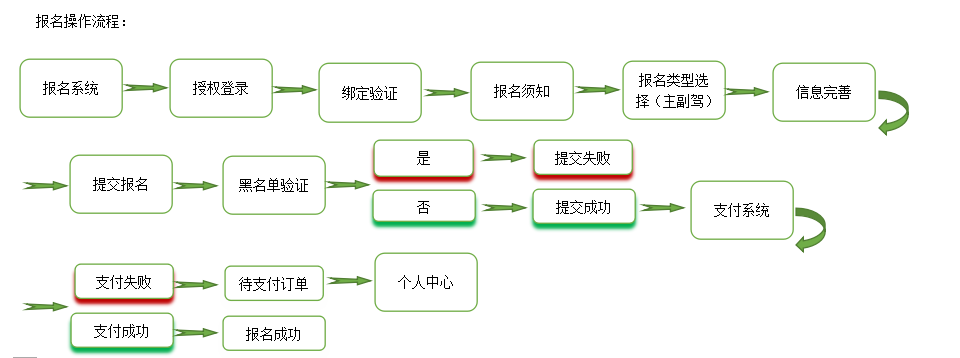 报名操作流程：
报名系统
授权登录
绑定验证
报名须知
报名类型选
择（主副驾）
信息完善
提交报名
黑名单验证
是
提交失败
否
提交成功
支付系统
支付失败
待支付订单
个人中心
支付成功
报名成功